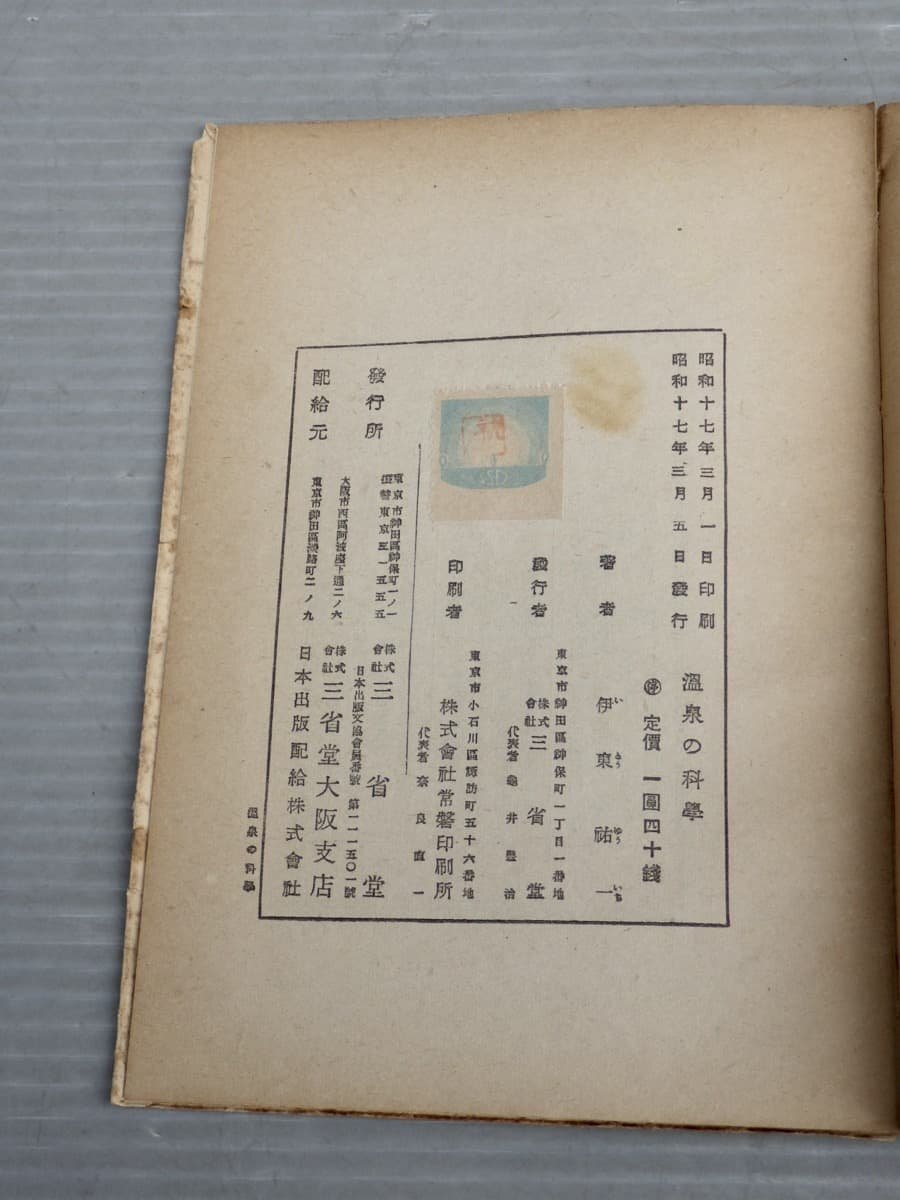 昭和十七年三月一日印刷
昭和十七年三月五日發行
溫泉の科學
㊞ 定價 一圓四十錢
著者 伊東祐一
いとうゆういち
發行者
東京市神田區神保町一丁目一番地
株式會社 三省堂
代表者 龜井豊治
印刷者
東京市小石川區諏訪町五十六番地
株式會社常磐印刷所
代表者 奈良直一
發行所
東京市神田區神保町一ノ一
振替東京三一五五五
株式會社 三省堂
日本出版文協會員番號 第一一一五〇一號
大阪市西區阿波座下通二ノ六
株式會社 三省堂大阪支店
配給元
東京市神田區淡路町二ノ九
日本出版配給株式會社
溫泉の科學